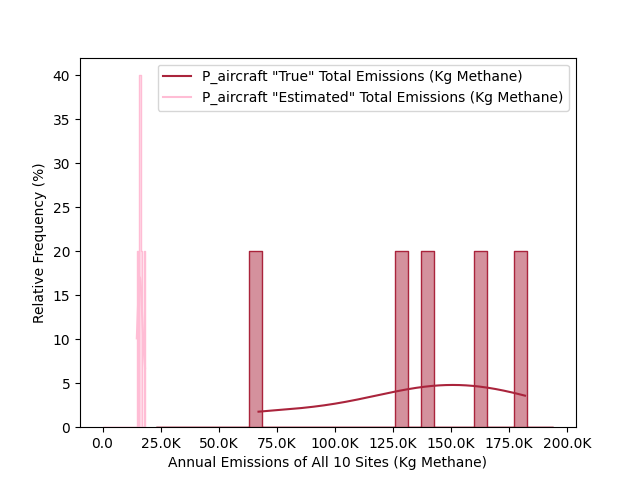 P_aircraft "True" Total Emissions (Kg Methane)
P_aircraft "Estimated" Total Emissions (Kg Methane)
40
35
30
25
20
15
10
5
0
Relative Frequency (%)
0.0 25.0K 50.0K 75.0K 100.0K 125.0K 150.0K 175.0K 200.0K
Annual Emissions of All 10 Sites (Kg Methane)